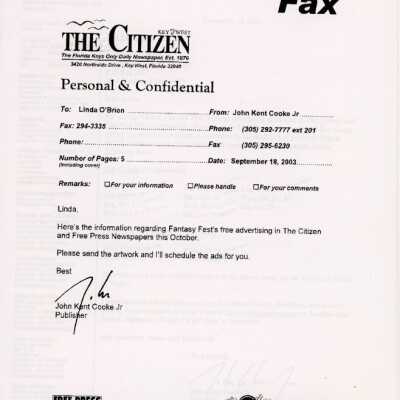 Fax
KEY WEST
THE CITIZEN
The Florida Keys Only Daily Newspaper, Est. 1876
3420 Northside Drive, Key West, Florida 33040
Personal & Confidential
To: Linda O'Brion From: John Kent Cooke Jr
Fax: 294-3335 Phone: (305) 292-7777 ext 201
Phone: Fax (305) 295-6230
Number of Pages: 5 Date: September 18, 2003
(including cover)
Remarks: ☐For your information ☐Please handle ☐For your comments
Linda,
Here's the information regarding Fantasy Fest's free advertising in The Citizen
and Free Press Newspapers this October.
Please send the artwork and I'll schedule the ads for you.
Best
John Kent Cooke Jr
Publisher
FREE PRESS